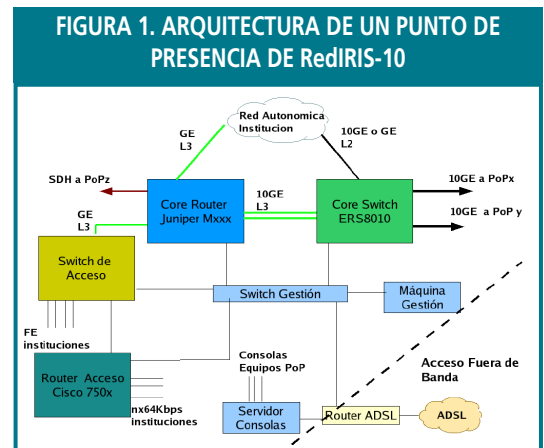 FIGURA 1. ARQUITECTURA DE UN PUNTO DE
PRESENCIA DE RedIRIS-10
Red Autonomica
Institucion
GE
L3
10GE o GE
L2
SDH a PoPz
Core Router
Juniper Mxxx
10GE
L3
Core Switch
ERS8010
10GE a PoPx
10GE a PoP y
GE
L3
Switch de
Acceso
Switch Gestión
Máquina
Gestión
FE
instituciones
Router Acceso
Cisco 750x
nx64Kbps
instituciones
Consolas
Equipos PoP
Acceso Fuera de
Banda
Servidor
Consolas
Router ADSL
ADSL